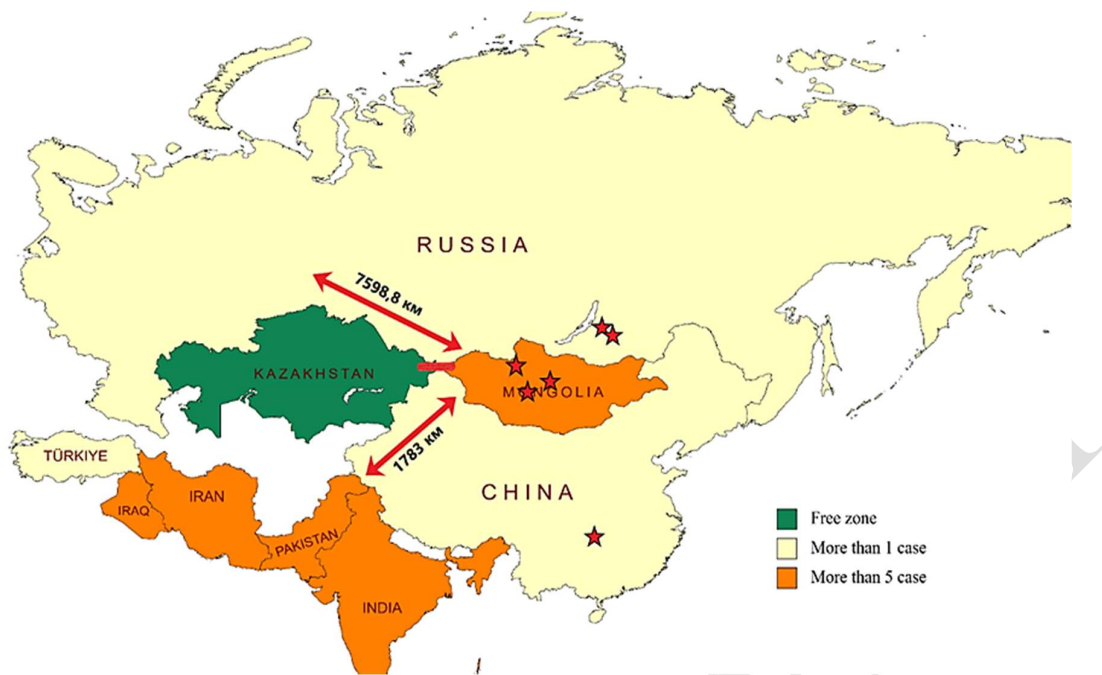 RUSSIA
7598,8 км
KAZAKHSTAN
MONGOLIA
1783 км
TÜRKIYE
CHINA
IRAN
IRAQ
PAKISTAN
INDIA
Free zone
More than 1 case
More than 5 case